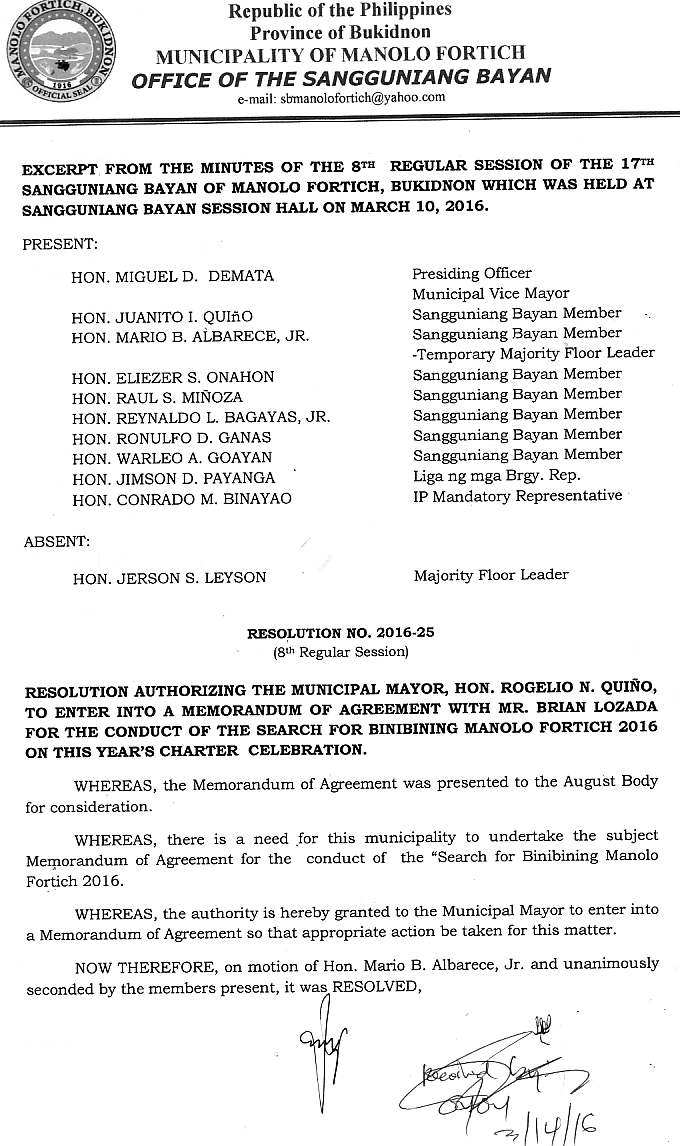 MANOLO FORTICH, BUKIDNON
1916
OFFICIAL SEAL
Republic of the Philippines
Province of Bukidnon
MUNICIPALITY OF MANOLO FORTICH
OFFICE OF THE SANGGUNIANG BAYAN
e-mail: sbmanolofortich@yahoo.com
EXCERPT FROM THE MINUTES OF THE 8TH REGULAR SESSION OF THE 17TH
SANGGUNIANG BAYAN OF MANOLO FORTICH, BUKIDNON WHICH WAS HELD AT
SANGGUNIANG BAYAN SESSION HALL ON MARCH 10, 2016.
PRESENT:
HON. MIGUEL D. DEMATA Presiding Officer
Municipal Vice Mayor
HON. JUANITO I. QUIñO Sangguniang Bayan Member
HON. MARIO B. ALBARECE, JR. Sangguniang Bayan Member
-Temporary Majority Floor Leader
HON. ELIEZER S. ONAHON Sangguniang Bayan Member
HON. RAUL S. MIÑOZA Sangguniang Bayan Member
HON. REYNALDO L. BAGAYAS, JR. Sangguniang Bayan Member
HON. RONULFO D. GANAS Sangguniang Bayan Member
HON. WARLEO A. GOAYAN Sangguniang Bayan Member
HON. JIMSON D. PAYANGA Liga ng mga Brgy. Rep.
HON. CONRADO M. BINAYAO IP Mandatory Representative
ABSENT:
HON. JERSON S. LEYSON Majority Floor Leader
RESOLUTION NO. 2016-25
(8th Regular Session)
RESOLUTION AUTHORIZING THE MUNICIPAL MAYOR, HON. ROGELIO N. QUIÑO,
TO ENTER INTO A MEMORANDUM OF AGREEMENT WITH MR. BRIAN LOZADA
FOR THE CONDUCT OF THE SEARCH FOR BINIBINING MANOLO FORTICH 2016
ON THIS YEAR'S CHARTER CELEBRATION.
WHEREAS, the Memorandum of Agreement was presented to the August Body
for consideration.
WHEREAS, there is a need for this municipality to undertake the subject
Memorandum of Agreement for the conduct of the “Search for Binibining Manolo
Fortich 2016.
WHEREAS, the authority is hereby granted to the Municipal Mayor to enter into
a Memorandum of Agreement so that appropriate action be taken for this matter.
NOW THEREFORE, on motion of Hon. Mario B. Albarece, Jr. and unanimously
seconded by the members present, it was RESOLVED,
3/14/16